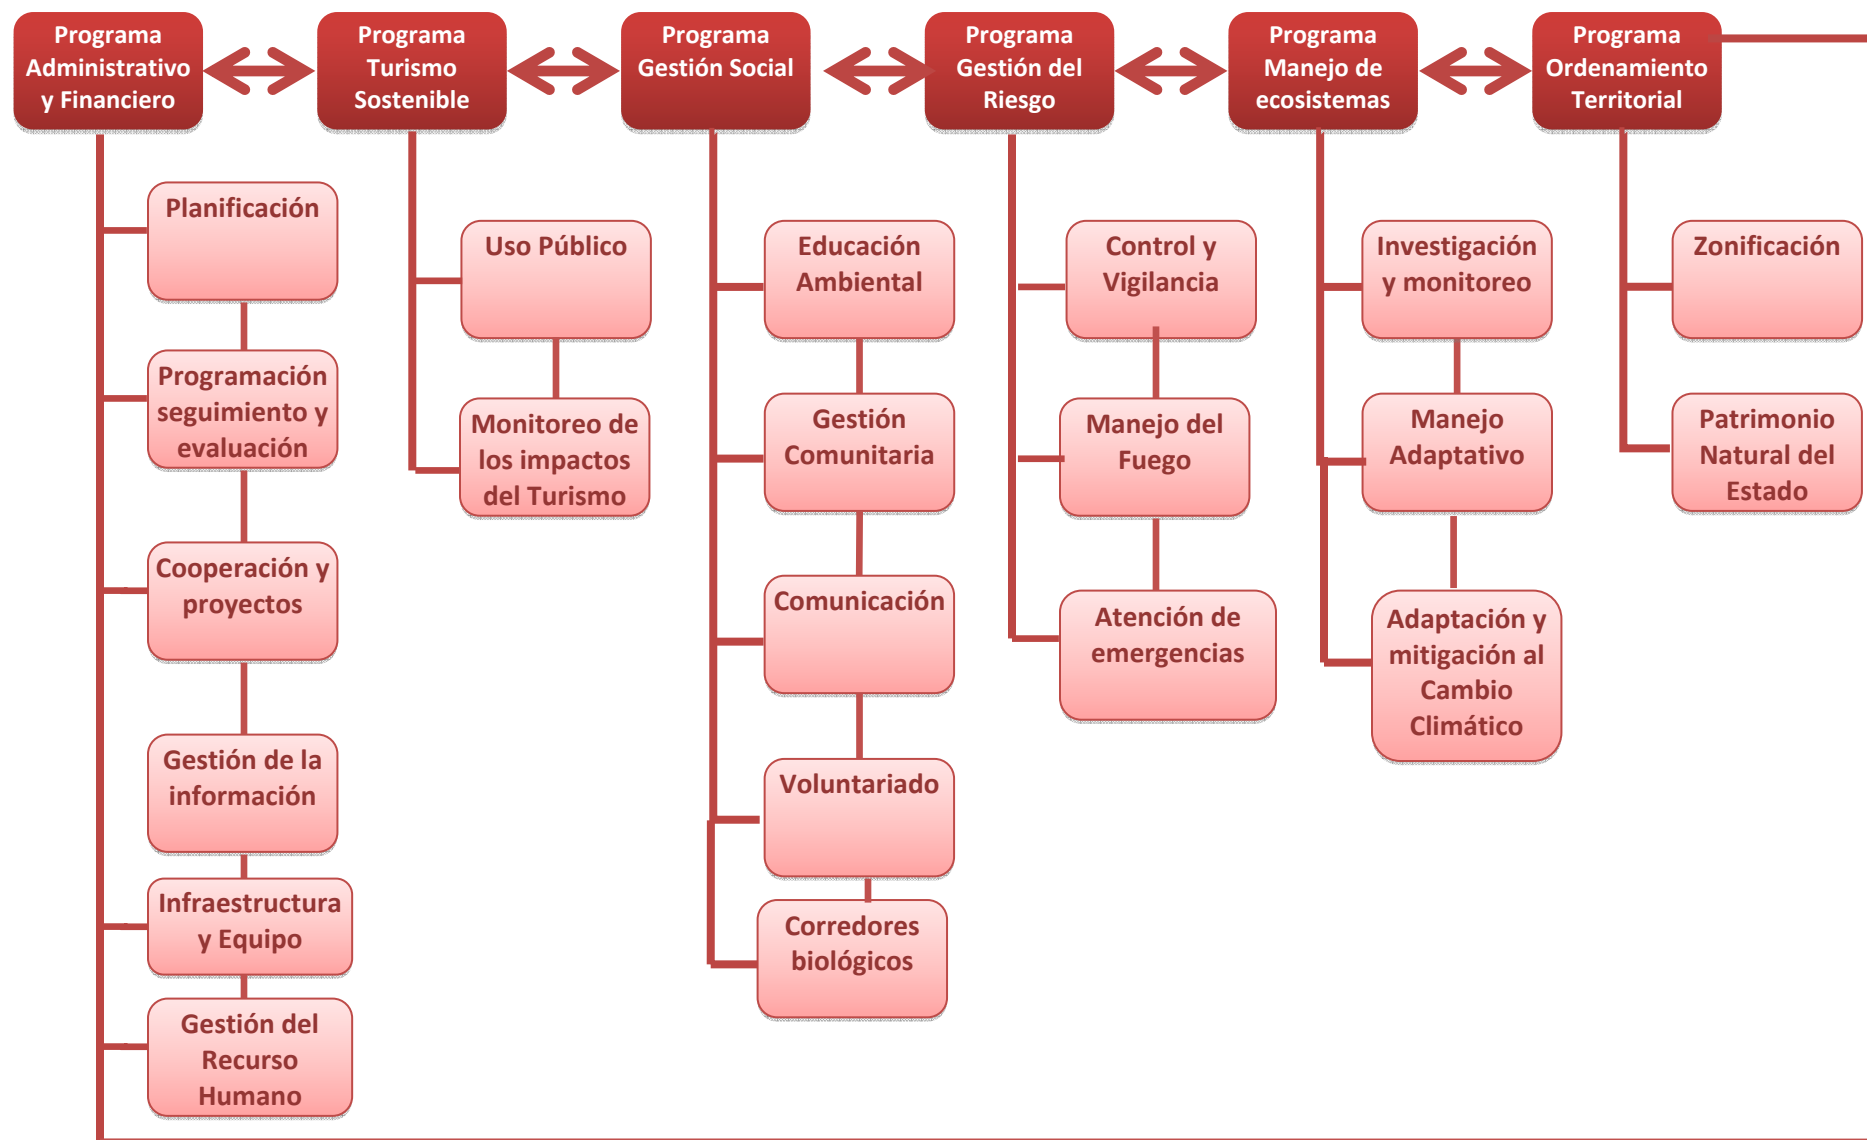 Programa
Administrativo
y Financiero
Programa
Turismo
Sostenible
Programa
Gestión Social
Programa
Gestión del
Riesgo
Programa
Manejo de
ecosistemas
Programa
Ordenamiento
Territorial
Planificación
Programación
seguimiento y
evaluación
Cooperación y
proyectos
Gestión de la
información
Infraestructura
y Equipo
Gestión del
Recurso
Humano
Uso Público
Monitoreo de
los impactos
del Turismo
Educación
Ambiental
Gestión
Comunitaria
Comunicación
Voluntariado
Corredores
biológicos
Control y
Vigilancia
Manejo del
Fuego
Atención de
emergencias
Investigación
y monitoreo
Manejo
Adaptativo
Adaptación y
mitigación al
Cambio
Climático
Zonificación
Patrimonio
Natural del
Estado